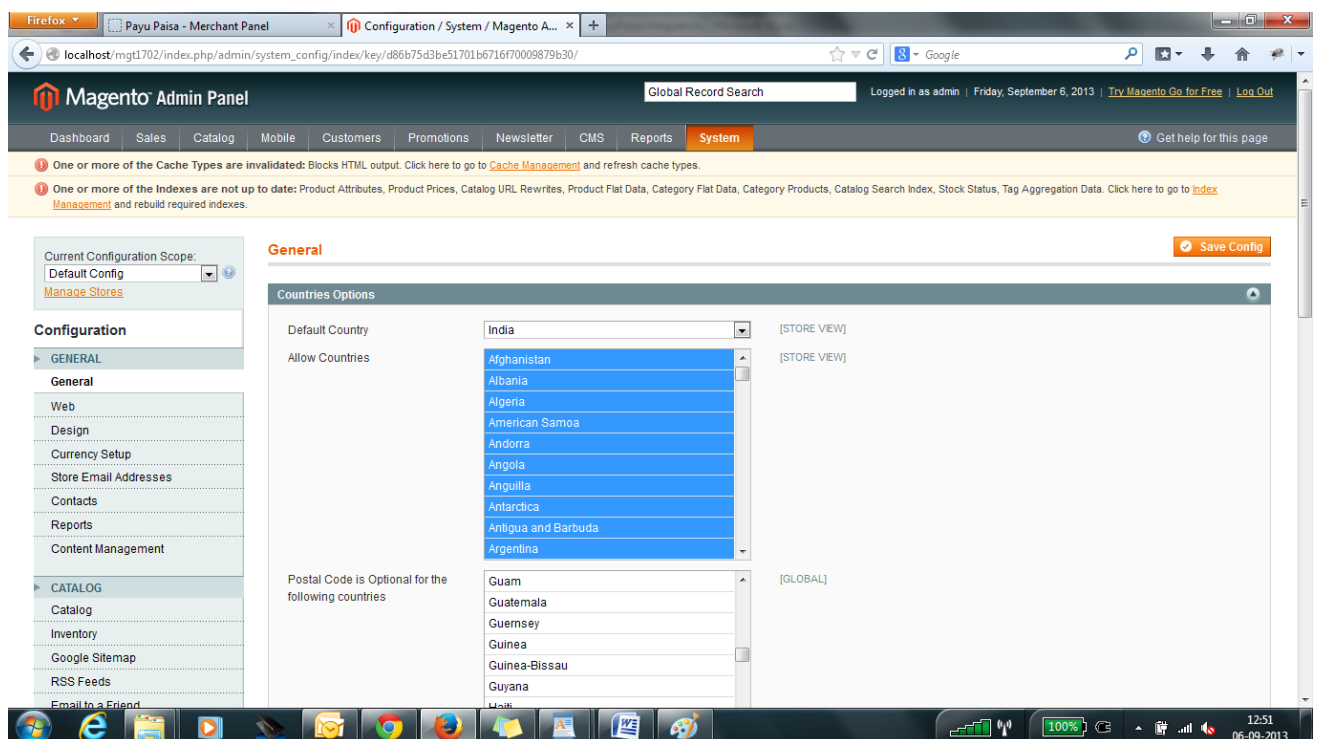 Firefox
Payu Paisa - Merchant Panel
Configuration / System / Magento A...
localhost/mgt1702/index.php/admin/system_config/index/key/d86b75d3be51701b6716f70009879b30/
Google
Magento Admin Panel
Global Record Search
Logged in as admin | Friday, September 6, 2013 | Try Magento Go for Free | Log Out
Dashboard Sales Catalog Mobile Customers Promotions Newsletter CMS Reports System
Get help for this page
One or more of the Cache Types are invalidated: Blocks HTML output. Click here to go to Cache Management and refresh cache types.
One or more of the Indexes are not up to date: Product Attributes, Product Prices, Catalog URL Rewrites, Product Flat Data, Category Flat Data, Category Products, Catalog Search Index, Stock Status, Tag Aggregation Data. Click here to go to Index
Management and rebuild required indexes.
Current Configuration Scope:
Default Config
Manage Stores
Configuration
GENERAL
General
Web
Design
Currency Setup
Store Email Addresses
Contacts
Reports
Content Management
CATALOG
Catalog
Inventory
Google Sitemap
RSS Feeds
Email to a Friend
General
Save Config
Countries Options
Default Country
India
[STORE VIEW]
Allow Countries
[STORE VIEW]
Afghanistan
Albania
Algeria
American Samoa
Andorra
Angola
Anguilla
Antarctica
Antigua and Barbuda
Argentina
Postal Code is Optional for the
following countries
[GLOBAL]
Guam
Guatemala
Guernsey
Guinea
Guinea-Bissau
Guyana
Haiti
100%
12:51
06-09-2013